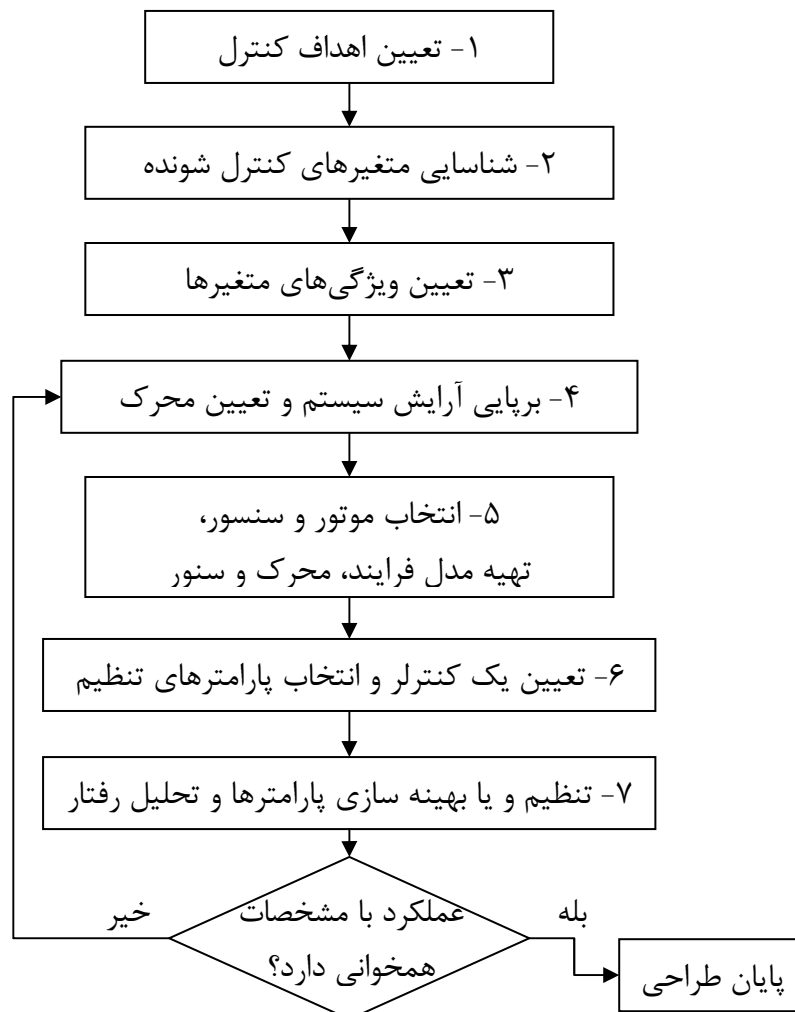 ۱- تعیین اهداف کنترل
۲- شناسایی متغیرهای کنترل شونده
۳- تعیین ویژگی‌های متغیرها
۴- برپایی آرایش سیستم و تعیین محرک
۵- انتخاب موتور و سنسور،
تهیه مدل فرایند، محرک و سنور
۶- تعیین یک کنترلر و انتخاب پارامترهای تنظیم
۷- تنظیم و یا بهینه سازی پارامترها و تحلیل رفتار
عملکرد با مشخصات
همخوانی دارد؟
بله
خیر
پایان طراحی